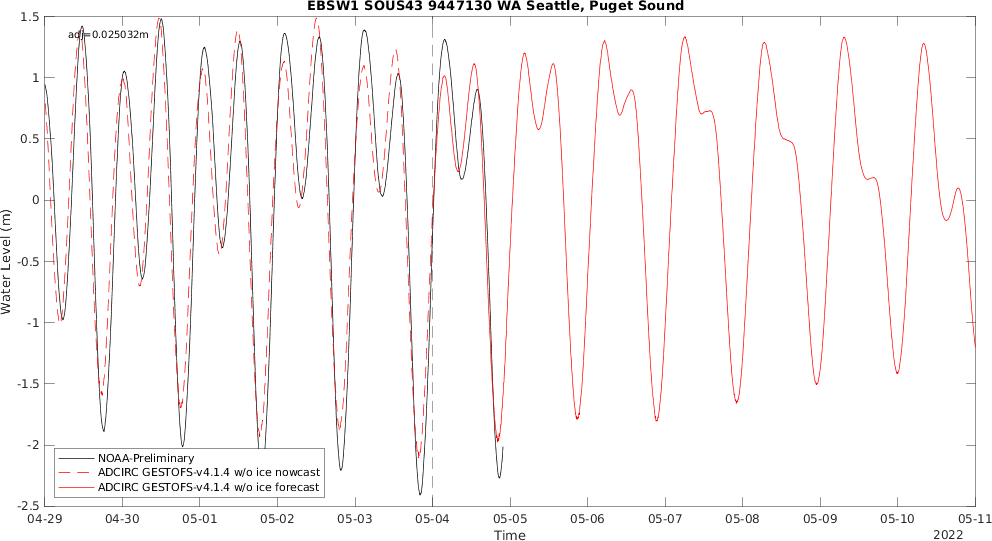 EBSW1 SOUS43 9447130 WA Seattle, Puget Sound
adj=0.025032m
1.5
1
0.5
0
-0.5
-1
-1.5
-2
-2.5
Water Level (m)
NOAA-Preliminary
ADCIRC GESTOFS-v4.1.4 w/o ice nowcast
ADCIRC GESTOFS-v4.1.4 w/o ice forecast
04-29 04-30 05-01 05-02 05-03 05-04 05-05 05-06 05-07 05-08 05-09 05-10 05-11
Time
2022